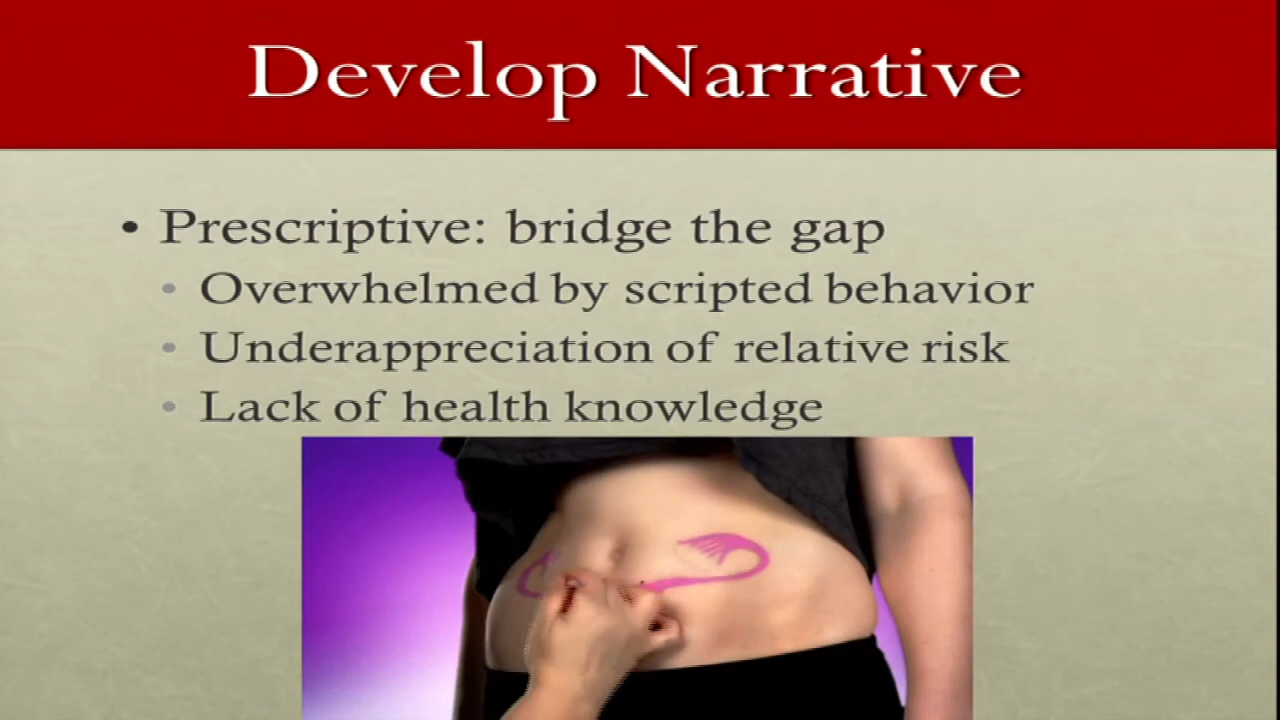 Develop Narrative
• Prescriptive: bridge the gap
• Overwhelmed by scripted behavior
• Underappreciation of relative risk
• Lack of health knowledge